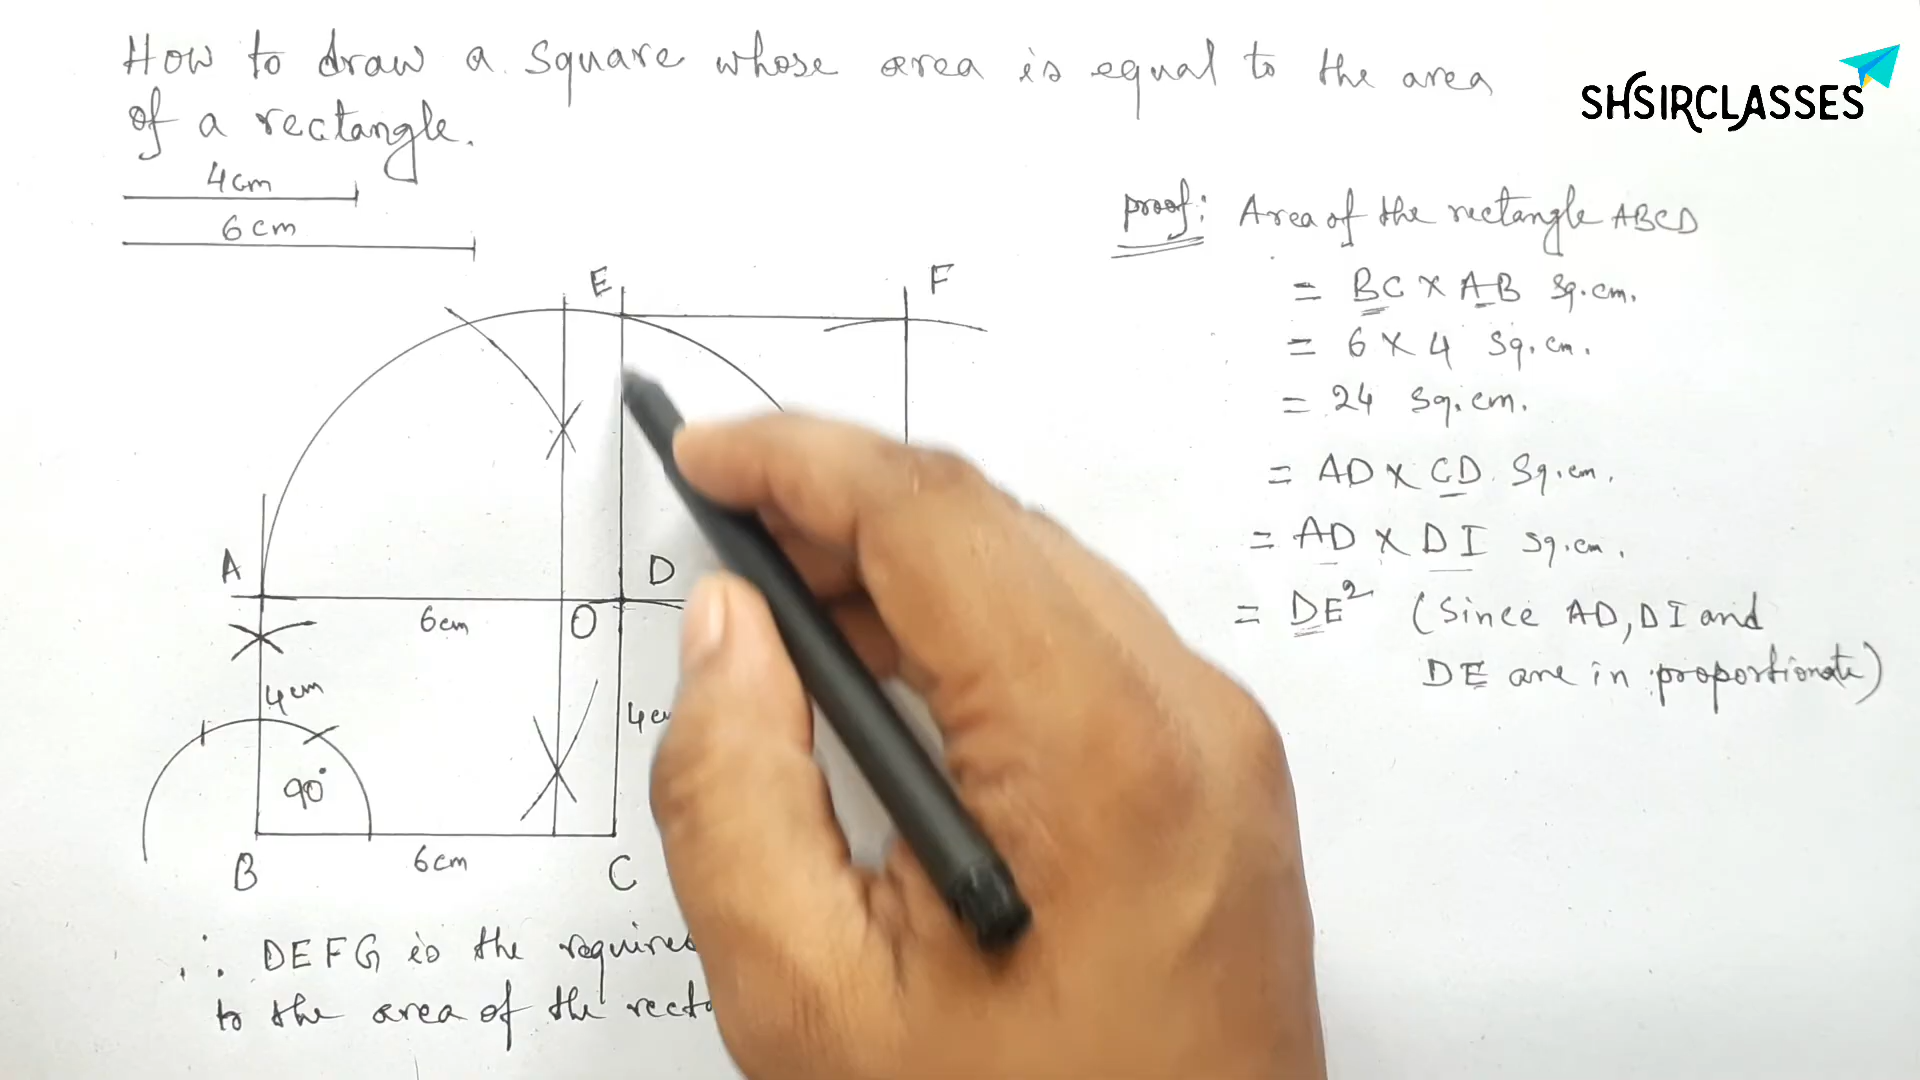 How to draw a square whose area is equal to the area
of a rectangle.
SHSIRCLASSES
4cm
6cm
proof: Area of the rectangle ABCD
= BC × AB Sq.cm.
= 6 × 4 Sq.cm.
= 24 Sq.cm.
= AD × CD Sq.cm.
= AD × DI Sq.cm.
= DE² (Since AD, DI and
DE are in proportionate)
E
F
A
D
6cm
O
4cm
4
90°
B
6cm
C
∴ DEFG is the
to the area of the